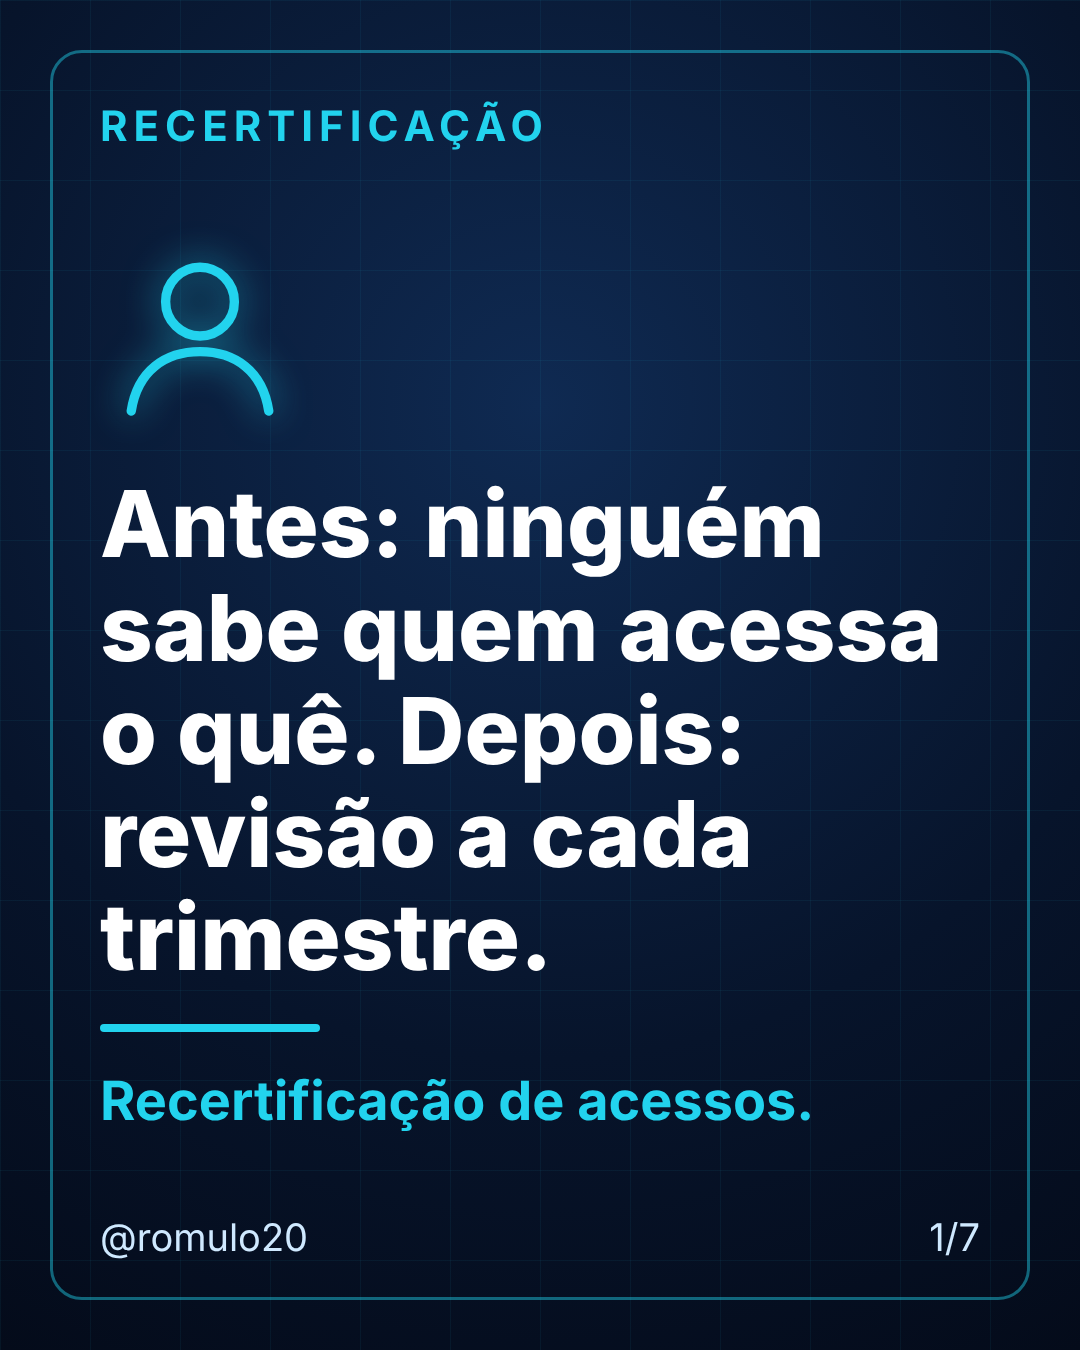 RECERTIFICAÇÃO
Antes: ninguém
sabe quem acessa
o quê. Depois:
revisão a cada
trimestre.
Recertificação de acessos.
@romulo20
1/7